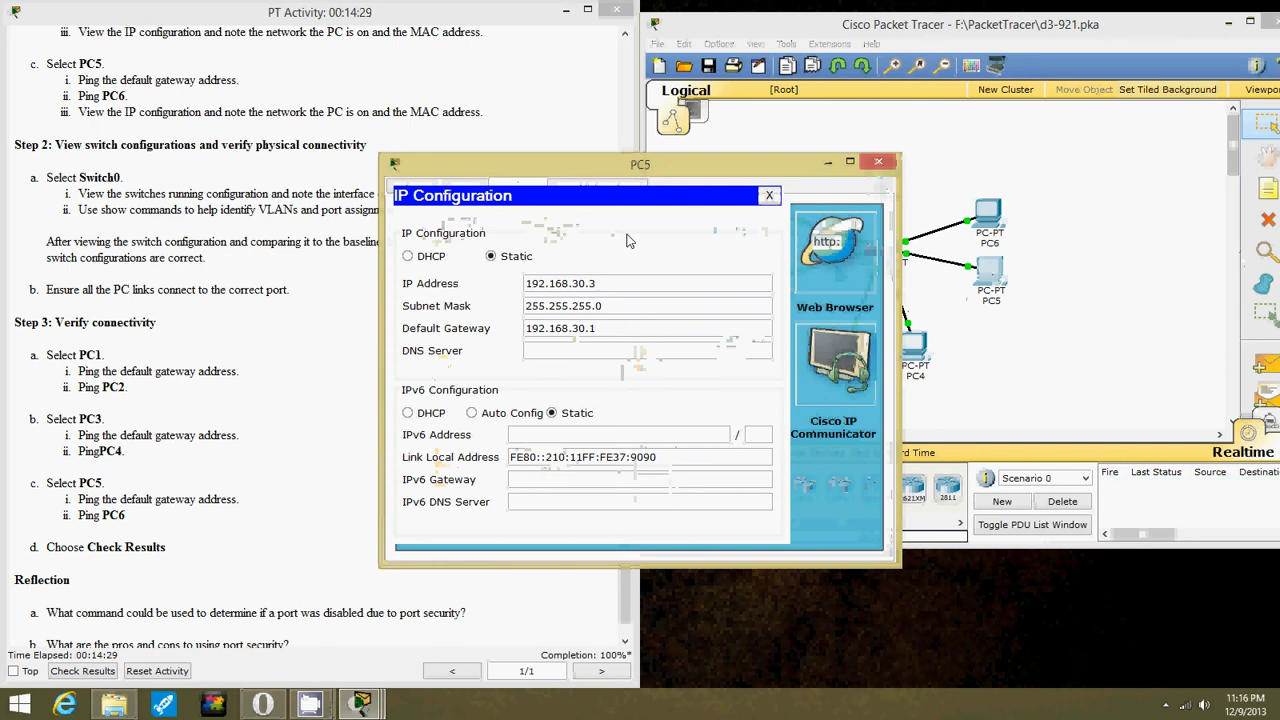 PT Activity: 00:14:29
iii. View the IP configuration and note the network the PC is on and the MAC address.
c. Select PC5.
i. Ping the default gateway address.
ii. Ping PC6.
iii. View the IP configuration and note the network the PC is on and the MAC address.
Step 2: View switch configurations and verify physical connectivity
a. Select Switch0.
i. View the switches running configuration and note the interface
ii. Use show commands to help identify VLANs and port assignm
After viewing the switch configuration and comparing it to the baselin
switch configurations are correct.
b. Ensure all the PC links connect to the correct port.
Step 3: Verify connectivity
a. Select PC1.
i. Ping the default gateway address.
ii. Ping PC2.
b. Select PC3.
i. Ping the default gateway address.
ii. PingPC4.
c. Select PC5.
i. Ping the default gateway address.
ii. Ping PC6
d. Choose Check Results
Reflection
a. What command could be used to determine if a port was disabled due to port security?
b. What are the pros and cons to using port security?
Time Elapsed: 00:14:29
Completion: 100%*
Top
Check Results
Reset Activity
<
1/1
>
Cisco Packet Tracer - F:\PacketTracer\d3-921.pka
File Edit Options View Tools Extensions Help
Logical
[Root]
New Cluster
Move Object
Set Tiled Background
Viewpor
PC-PT
PC6
PC-PT
PC5
PC-PT
PC4
PC5
IP Configuration
X
IP Configuration
DHCP
Static
IP Address
192.168.30.3
Subnet Mask
255.255.255.0
Default Gateway
192.168.30.1
DNS Server
IPv6 Configuration
DHCP
Auto Config
Static
IPv6 Address
/
Link Local Address
FE80::210:11FF:FE37:9090
IPv6 Gateway
IPv6 DNS Server
http:
Web Browser
Cisco IP
Communicator
Realtime
Scenario 0
New
Delete
Toggle PDU List Window
Fire
Last Status
Source
Destinati
2811
11:16 PM
12/9/2013